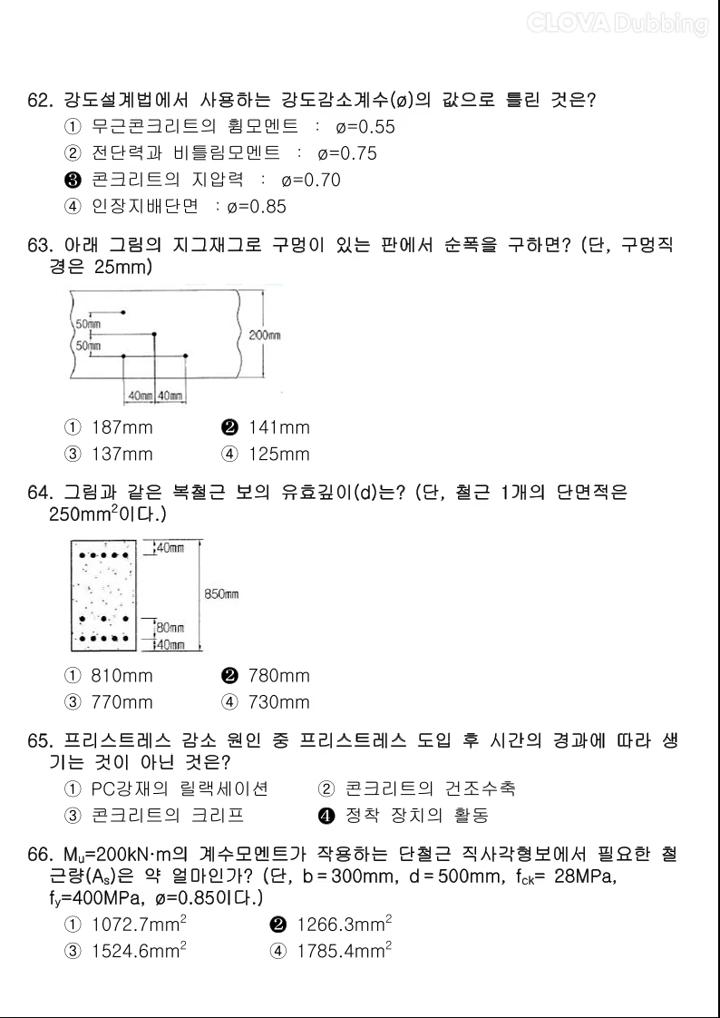 CLOVA Dubbing
62. 강도설계법에서 사용하는 강도감소계수(ø)의 값으로 틀린 것은?
① 무근콘크리트의 휨모멘트 : ø=0.55
② 전단력과 비틀림모멘트 : ø=0.75
❸ 콘크리트의 지압력 : ø=0.70
④ 인장지배단면 : ø=0.85
63. 아래 그림의 지그재그로 구멍이 있는 판에서 순폭을 구하면? (단, 구멍직
경은 25mm)
50mm
50mm
200mm
40mm 40mm
① 187mm ❷ 141mm
③ 137mm ④ 125mm
64. 그림과 같은 복철근 보의 유효깊이(d)는? (단, 철근 1개의 단면적은
250mm²이다.)
40mm
850mm
80mm
40mm
① 810mm ❷ 780mm
③ 770mm ④ 730mm
65. 프리스트레스 감소 원인 중 프리스트레스 도입 후 시간의 경과에 따라 생
기는 것이 아닌 것은?
① PC강재의 릴랙세이션 ② 콘크리트의 건조수축
③ 콘크리트의 크리프 ❹ 정착 장치의 활동
66. Mu=200kN·m의 계수모멘트가 작용하는 단철근 직사각형보에서 필요한 철
근량(As)은 약 얼마인가? (단, b=300mm, d=500mm, fck= 28MPa,
fy=400MPa, ø=0.85이다.)
① 1072.7mm² ❷ 1266.3mm²
③ 1524.6mm² ④ 1785.4mm²